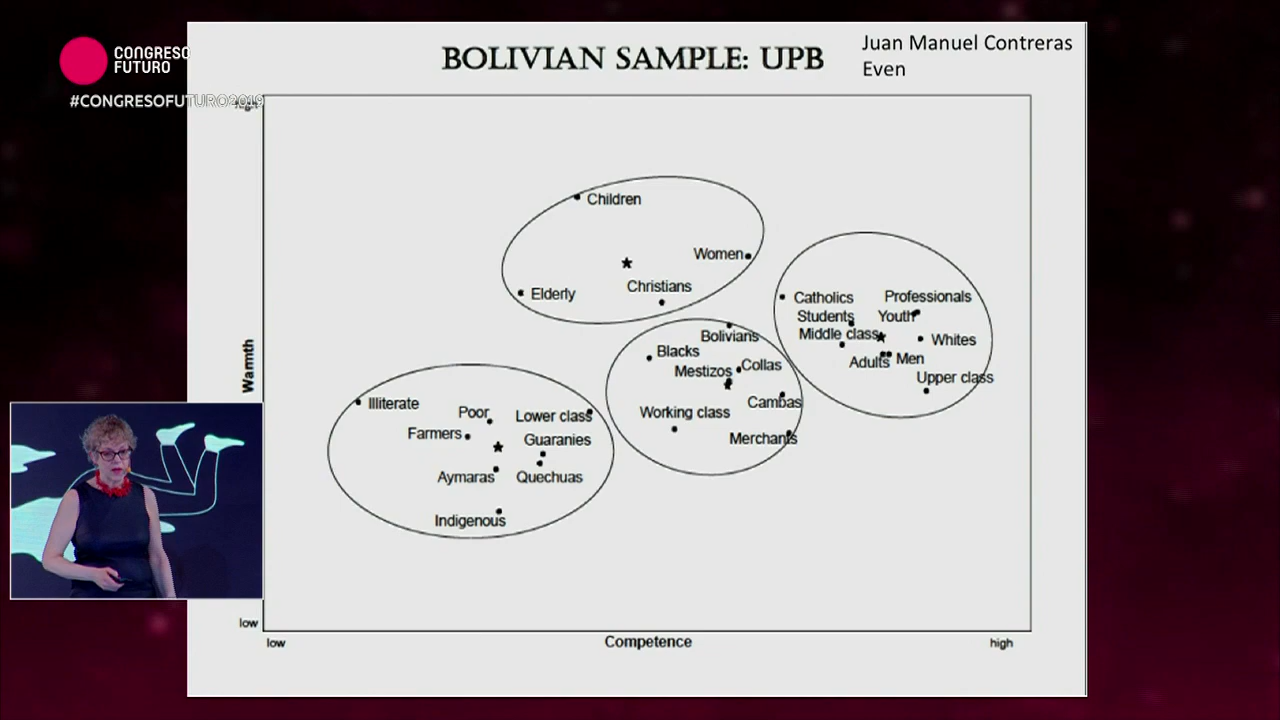 CONGRESO
FUTURO
#CONGRESOFUTURO2019
BOLIVIAN SAMPLE: UPB
Juan Manuel Contreras
Even
high
Children
Women
Elderly
Christians
Catholics
Professionals
Students
Youth
Middle class
Whites
Adults
Men
Upper class
Bolivians
Blacks
Collas
Mestizos
Cambas
Working class
Merchants
Illiterate
Poor
Lower class
Farmers
Guaranies
Aymaras
Quechuas
Indigenous
Warmth
low
low
Competence
high